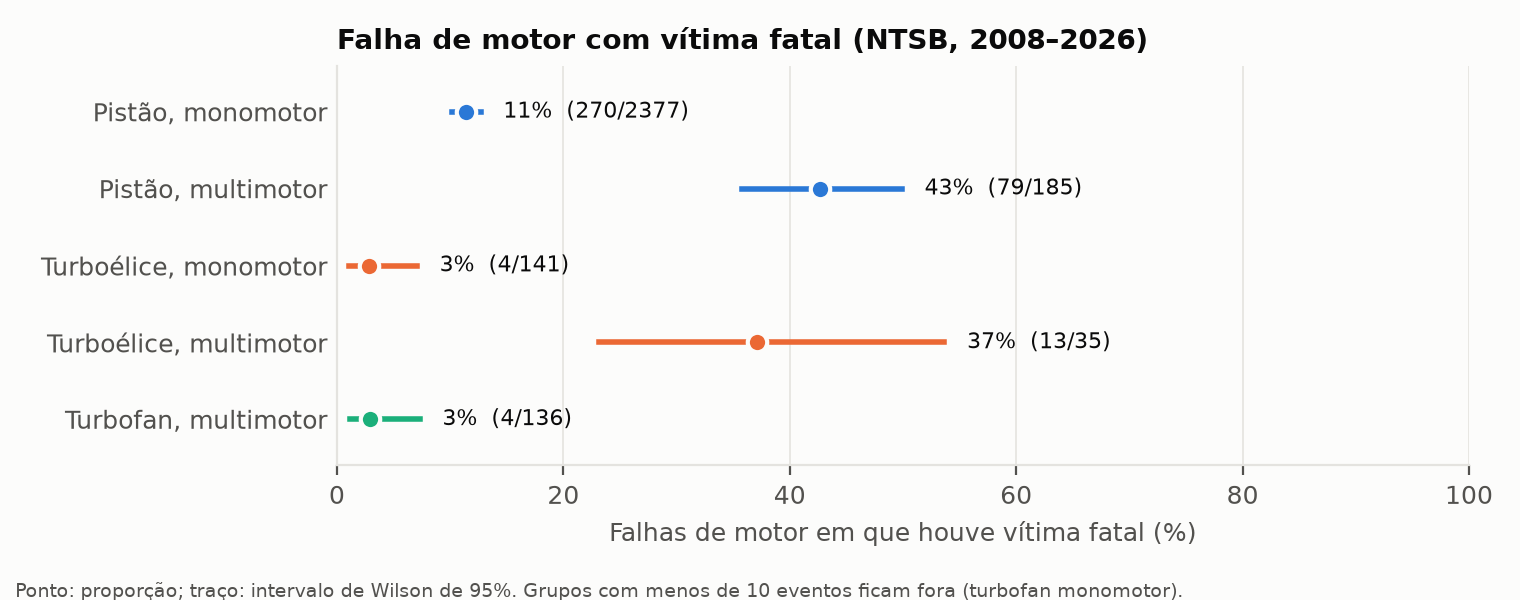 Falha de motor com vítima fatal (NTSB, 2008–2026)
Pistão, monomotor
11%  (270/2377)
Pistão, multimotor
43%  (79/185)
Turboélice, monomotor
3%  (4/141)
Turboélice, multimotor
37%  (13/35)
Turbofan, multimotor
3%  (4/136)
0 20 40 60 80 100
Falhas de motor em que houve vítima fatal (%)
Ponto: proporção; traço: intervalo de Wilson de 95%. Grupos com menos de 10 eventos ficam fora (turbofan monomotor).